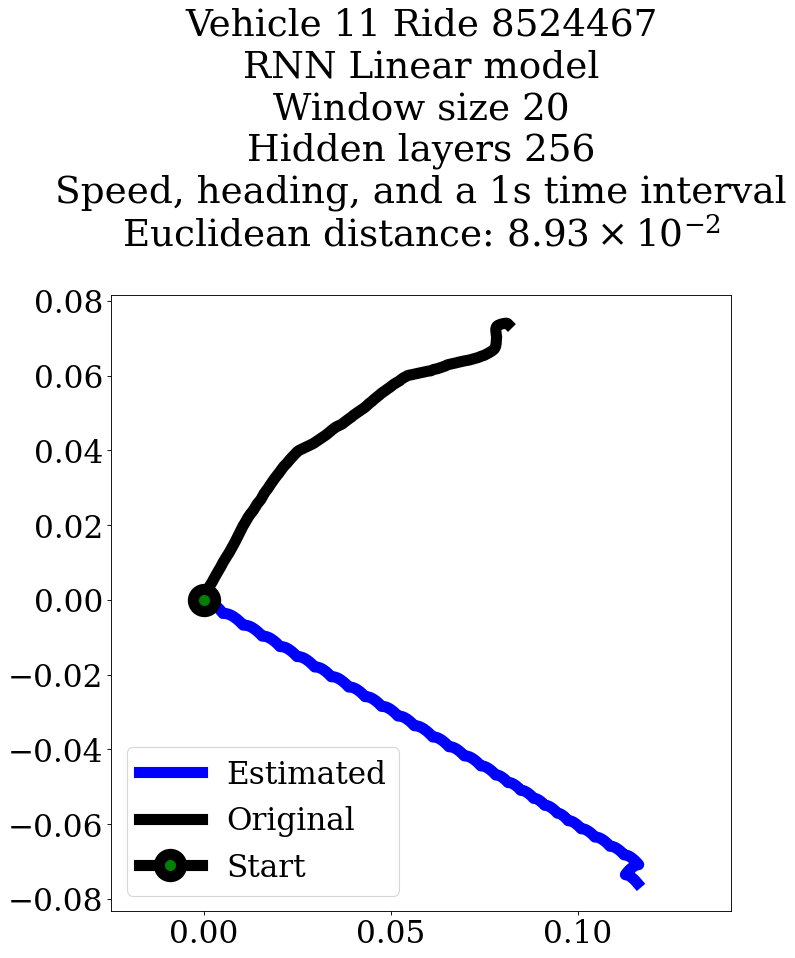 Vehicle 11 Ride 8524467
RNN Linear model
Window size 20
Hidden layers 256
Speed, heading, and a 1s time interval
Euclidean distance: 8.93 × 10⁻²
0.08
0.06
0.04
0.02
0.00
−0.02
−0.04
−0.06
−0.08
Estimated
Original
Start
0.00 0.05 0.10